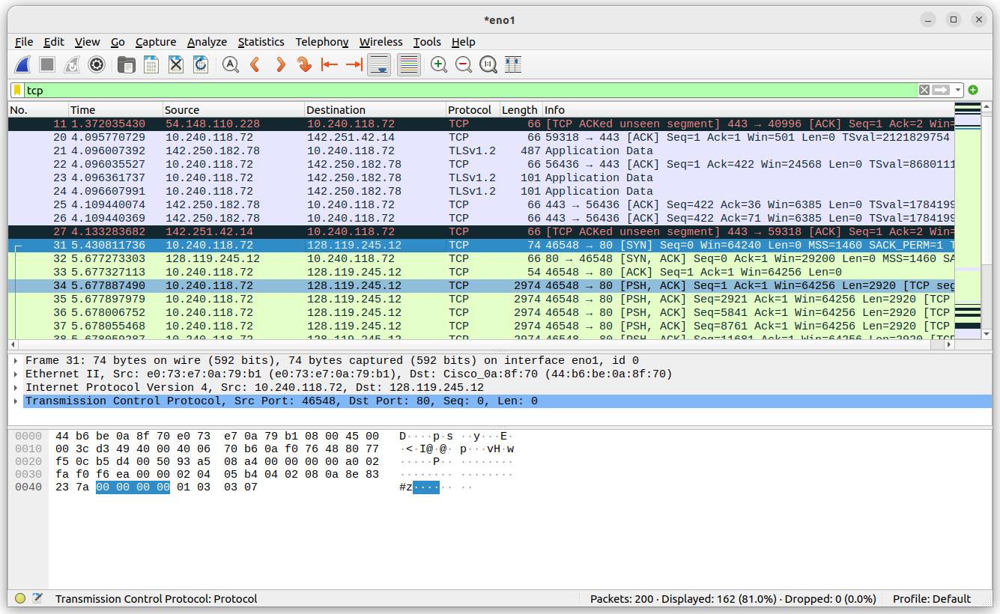 *eno1
File Edit View Go Capture Analyze Statistics Telephony Wireless Tools Help
tcp
No. Time Source Destination Protocol Length Info
11 1.372035430 54.148.110.228 10.240.118.72 TCP 66 [TCP ACKed unseen segment] 443 → 40996 [ACK] Seq=1 Ack=2 Win=
20 4.095770729 10.240.118.72 142.251.42.14 TCP 66 59318 → 443 [ACK] Seq=1 Ack=1 Win=501 Len=0 TSval=2121829754
21 4.096007392 142.250.182.78 10.240.118.72 TLSv1.2 487 Application Data
22 4.096035527 10.240.118.72 142.250.182.78 TCP 66 56436 → 443 [ACK] Seq=1 Ack=422 Win=24568 Len=0 TSval=8680111
23 4.096361737 10.240.118.72 142.250.182.78 TLSv1.2 101 Application Data
24 4.096607991 10.240.118.72 142.250.182.78 TLSv1.2 101 Application Data
25 4.109440074 142.250.182.78 10.240.118.72 TCP 66 443 → 56436 [ACK] Seq=422 Ack=36 Win=6385 Len=0 TSval=1784199
26 4.109440369 142.250.182.78 10.240.118.72 TCP 66 443 → 56436 [ACK] Seq=422 Ack=71 Win=6385 Len=0 TSval=1784199
27 4.133283682 142.251.42.14 10.240.118.72 TCP 66 [TCP ACKed unseen segment] 443 → 59318 [ACK] Seq=1 Ack=2 Win=
31 5.430811736 10.240.118.72 128.119.245.12 TCP 74 46548 → 80 [SYN] Seq=0 Win=64240 Len=0 MSS=1460 SACK_PERM=1 T
32 5.677273303 128.119.245.12 10.240.118.72 TCP 66 80 → 46548 [SYN, ACK] Seq=0 Ack=1 Win=29200 Len=0 MSS=1460 SA
33 5.677327113 10.240.118.72 128.119.245.12 TCP 54 46548 → 80 [ACK] Seq=1 Ack=1 Win=64256 Len=0
34 5.677887490 10.240.118.72 128.119.245.12 TCP 2974 46548 → 80 [PSH, ACK] Seq=1 Ack=1 Win=64256 Len=2920 [TCP seg
35 5.677897979 10.240.118.72 128.119.245.12 TCP 2974 46548 → 80 [PSH, ACK] Seq=2921 Ack=1 Win=64256 Len=2920 [TCP
36 5.678006752 10.240.118.72 128.119.245.12 TCP 2974 46548 → 80 [PSH, ACK] Seq=5841 Ack=1 Win=64256 Len=2920 [TCP
37 5.678055468 10.240.118.72 128.119.245.12 TCP 2974 46548 → 80 [PSH, ACK] Seq=8761 Ack=1 Win=64256 Len=2920 [TCP
38 5.678059287 10.240.118.72 128.119.245.12 TCP 2974 46548 → 80 [PSH, ACK] Seq=11681 Ack=1 Win=64256 Len=2920 [TCP
Frame 31: 74 bytes on wire (592 bits), 74 bytes captured (592 bits) on interface eno1, id 0
Ethernet II, Src: e0:73:e7:0a:79:b1 (e0:73:e7:0a:79:b1), Dst: Cisco_0a:8f:70 (44:b6:be:0a:8f:70)
Internet Protocol Version 4, Src: 10.240.118.72, Dst: 128.119.245.12
Transmission Control Protocol, Src Port: 46548, Dst Port: 80, Seq: 0, Len: 0
0000 44 b6 be 0a 8f 70 e0 73 e7 0a 79 b1 08 00 45 00 D····p·s ··y···E·
0010 00 3c d3 49 40 00 40 06 70 b6 0a f0 76 48 80 77 ·<·I@·@· p···vH·w
0020 f5 0c b5 d4 00 50 93 a5 08 a4 00 00 00 00 a0 02 ·····P·· ········
0030 fa f0 f6 ea 00 00 02 04 05 b4 04 02 08 0a 8e 83 ········ ········
0040 23 7a 00 00 00 00 01 03 03 07 #z······ ··
Transmission Control Protocol: Protocol Packets: 200 · Displayed: 162 (81.0%) · Dropped: 0 (0.0%) Profile: Default